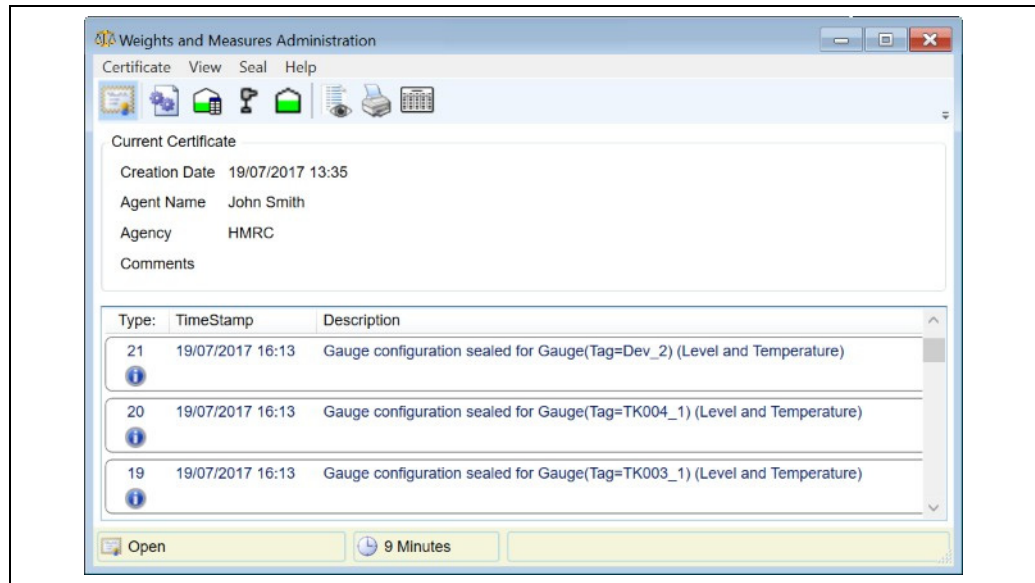 Weights and Measures Administration
Certificate View Seal Help
Current Certificate
Creation Date 19/07/2017 13:35
Agent Name John Smith
Agency HMRC
Comments
Type: TimeStamp Description
21 19/07/2017 16:13 Gauge configuration sealed for Gauge(Tag=Dev_2) (Level and Temperature)
20 19/07/2017 16:13 Gauge configuration sealed for Gauge(Tag=TK004_1) (Level and Temperature)
19 19/07/2017 16:13 Gauge configuration sealed for Gauge(Tag=TK003_1) (Level and Temperature)
Open 9 Minutes